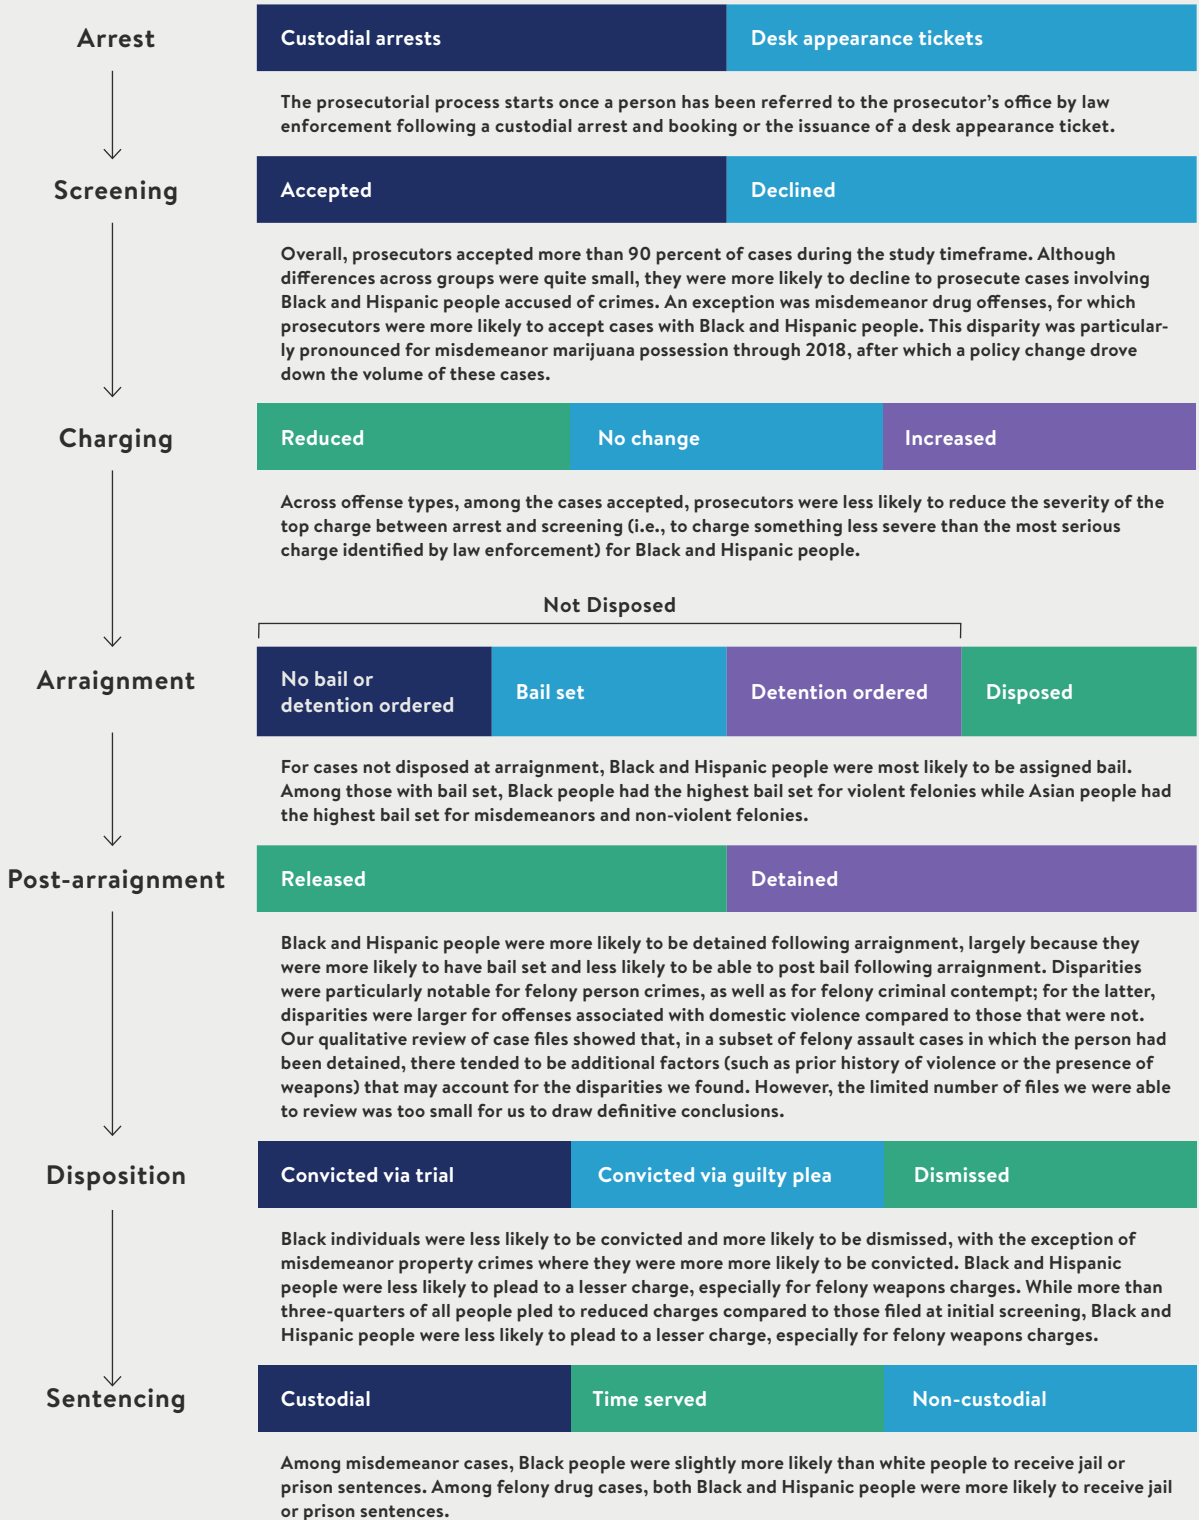 Arrest
Custodial arrests
Desk appearance tickets
The prosecutorial process starts once a person has been referred to the prosecutor’s office by law
enforcement following a custodial arrest and booking or the issuance of a desk appearance ticket.
Screening
Accepted
Declined
Overall, prosecutors accepted more than 90 percent of cases during the study timeframe. Although
differences across groups were quite small, they were more likely to decline to prosecute cases involving
Black and Hispanic people accused of crimes. An exception was misdemeanor drug offenses, for which
prosecutors were more likely to accept cases with Black and Hispanic people. This disparity was particular-
ly pronounced for misdemeanor marijuana possession through 2018, after which a policy change drove
down the volume of these cases.
Charging
Reduced
No change
Increased
Across offense types, among the cases accepted, prosecutors were less likely to reduce the severity of the
top charge between arrest and screening (i.e., to charge something less severe than the most serious
charge identified by law enforcement) for Black and Hispanic people.
Not Disposed
Arraignment
No bail or
detention ordered
Bail set
Detention ordered
Disposed
For cases not disposed at arraignment, Black and Hispanic people were most likely to be assigned bail.
Among those with bail set, Black people had the highest bail set for violent felonies while Asian people had
the highest bail set for misdemeanors and non-violent felonies.
Post-arraignment
Released
Detained
Black and Hispanic people were more likely to be detained following arraignment, largely because they
were more likely to have bail set and less likely to be able to post bail following arraignment. Disparities
were particularly notable for felony person crimes, as well as for felony criminal contempt; for the latter,
disparities were larger for offenses associated with domestic violence compared to those that were not.
Our qualitative review of case files showed that, in a subset of felony assault cases in which the person had
been detained, there tended to be additional factors (such as prior history of violence or the presence of
weapons) that may account for the disparities we found. However, the limited number of files we were able
to review was too small for us to draw definitive conclusions.
Disposition
Convicted via trial
Convicted via guilty plea
Dismissed
Black individuals were less likely to be convicted and more likely to be dismissed, with the exception of
misdemeanor property crimes where they were more more likely to be convicted. Black and Hispanic
people were less likely to plead to a lesser charge, especially for felony weapons charges. While more than
three-quarters of all people pled to reduced charges compared to those filed at initial screening, Black and
Hispanic people were less likely to plead to a lesser charge, especially for felony weapons charges.
Sentencing
Custodial
Time served
Non-custodial
Among misdemeanor cases, Black people were slightly more likely than white people to receive jail or
prison sentences. Among felony drug cases, both Black and Hispanic people were more likely to receive jail
or prison sentences.